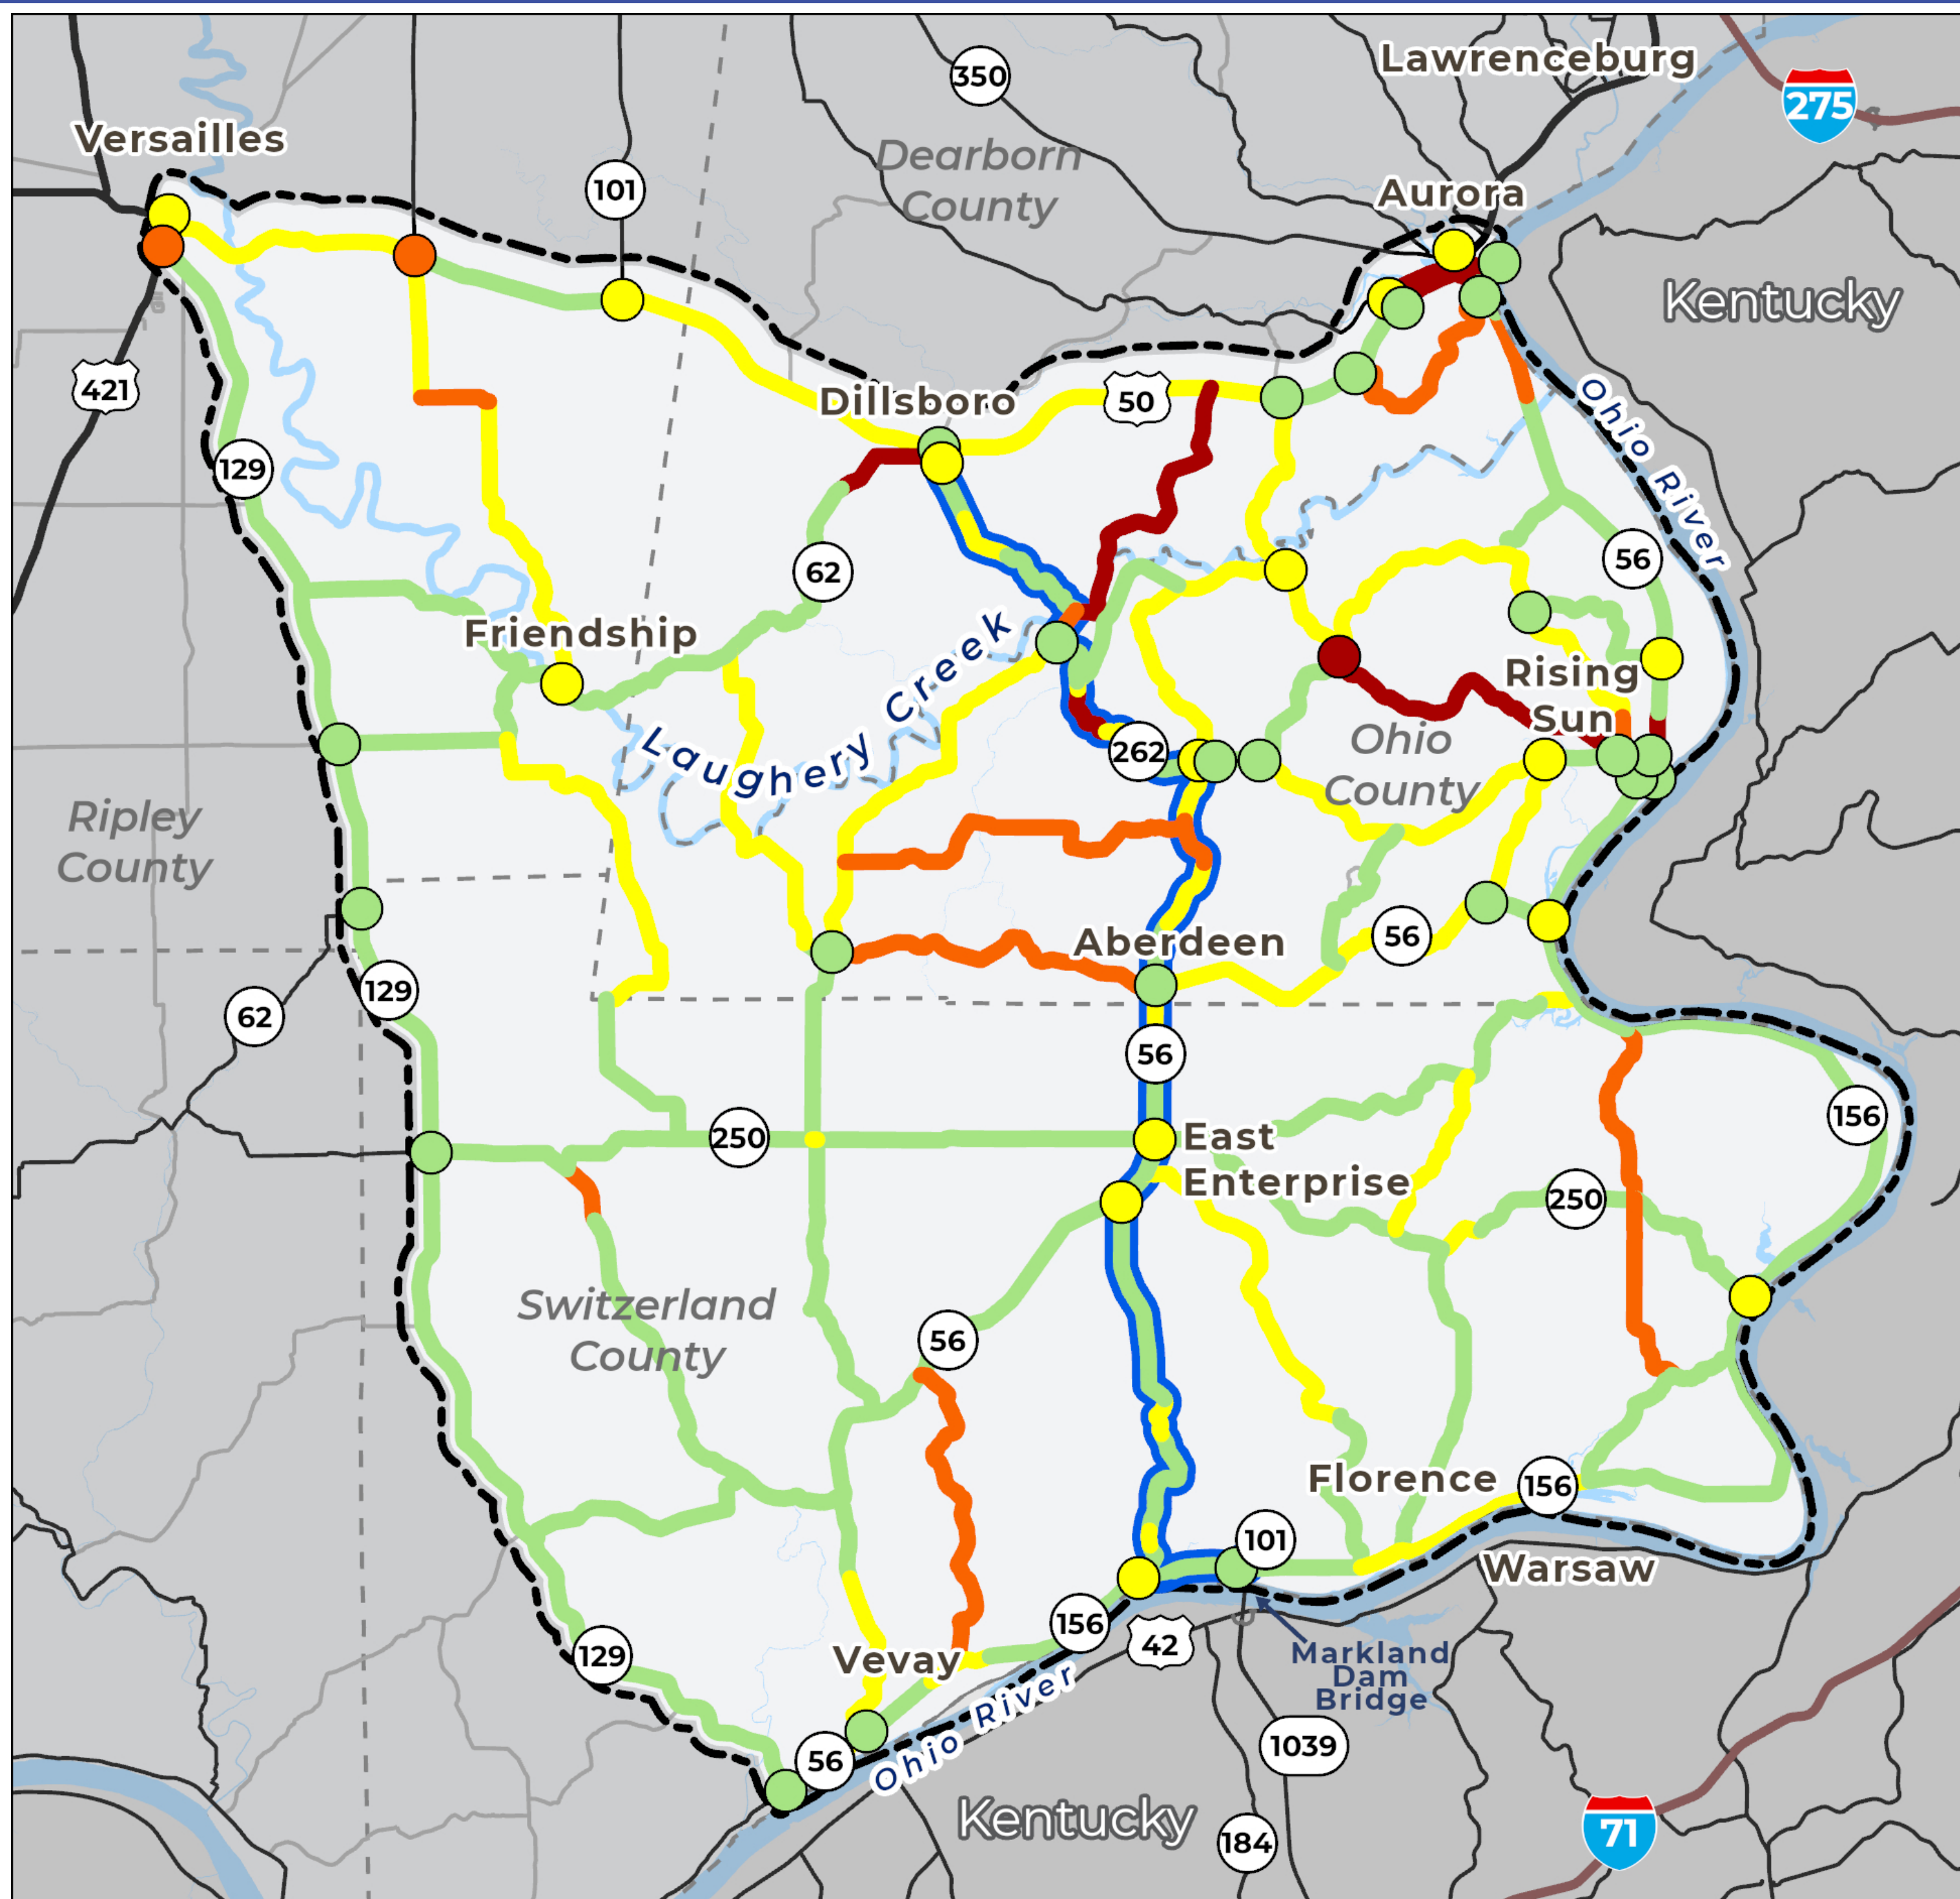 Lawrenceburg
350
275
Versailles
Dearborn
County
101
Aurora
Kentucky
421
Dillsboro
50
Ohio River
129
62
56
Friendship
Laughery Creek
Rising
Sun
262
Ohio
County
Ripley
County
Aberdeen
56
129
62
56
156
250
East
Enterprise
250
Switzerland
County
56
Florence
156
101
Warsaw
129
156
42
Vevay
Markland
Dam
Bridge
Ohio River
56
1039
Kentucky
184
71